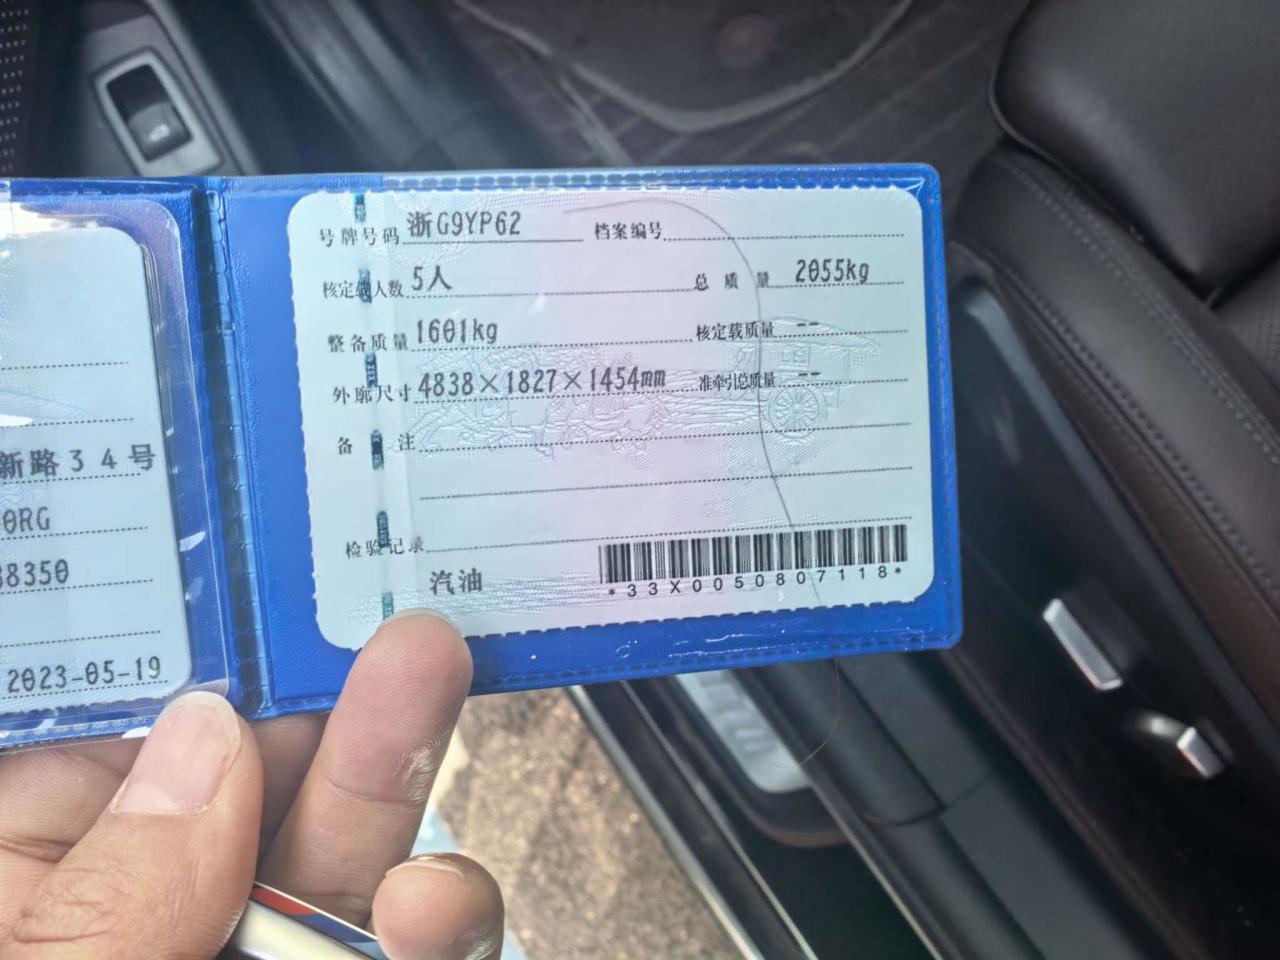 新路34号
0RG
38350
2023-05-19
号牌号码 浙G9YP62 档案编号
核定载人数 5人 总质量 2055kg
整备质量 1601kg 核定载质量 --
外廓尺寸 4838×1827×1454mm 准牵引总质量 --
备注
检验记录
汽油
*33X0050807118*